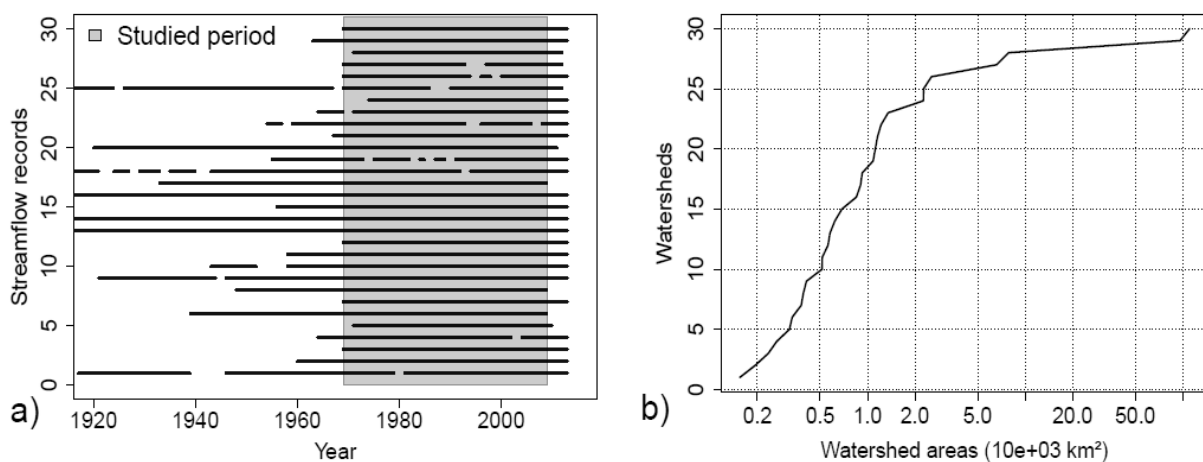 Studied period
Streamflow records
0 5 10 15 20 25 30
1920 1940 1960 1980 2000
Year
a)
Watersheds
0 5 10 15 20 25 30
0.2 0.5 1.0 2.0 5.0 20.0 50.0
Watershed areas (10e+03 km²)
b)